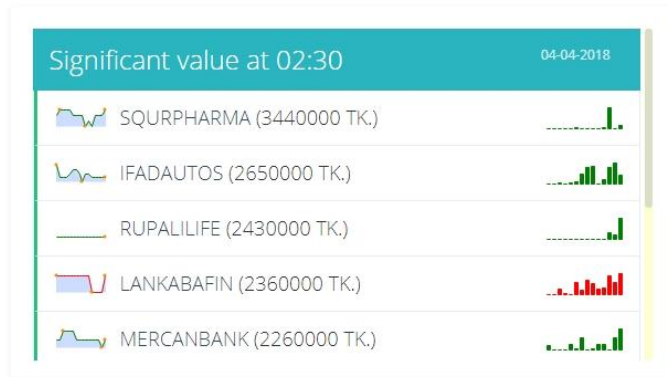 Significant value at 02:30
04-04-2018
SQURPHARMA (3440000 TK.)
IFADAUTOS (2650000 TK.)
RUPALILIFE (2430000 TK.)
LANKABAFIN (2360000 TK.)
MERCANBANK (2260000 TK.)